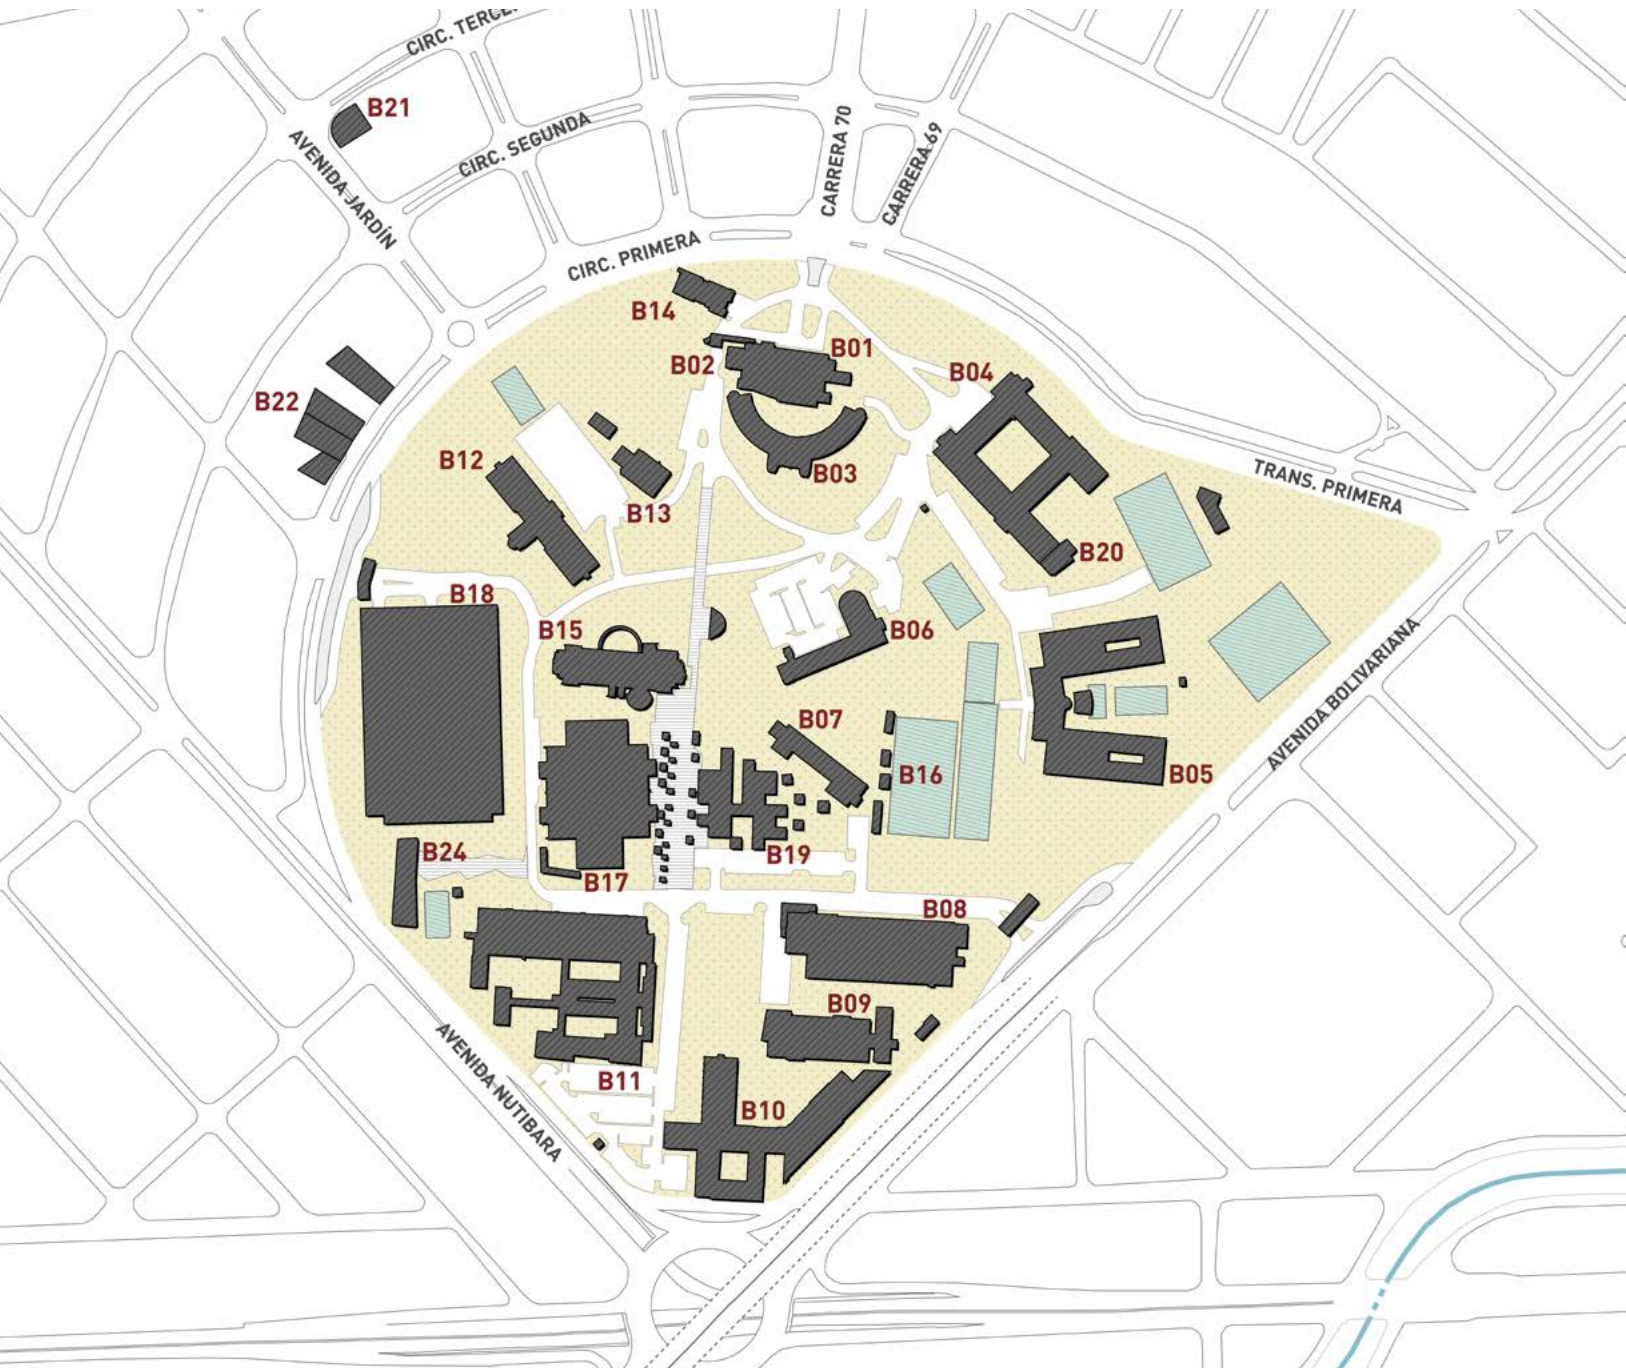 CIRC. TERCE
B21
CIRC. SEGUNDA
AVENIDA JARDÍN
CARRERA 70
CARRERA 69
CIRC. PRIMERA
B14
B01
B02
B04
B22
B03
B12
TRANS. PRIMERA
B13
B20
B18
B15
B06
AVENIDA BOLIVARIANA
B07
B16
B05
B24
B19
B17
B08
B09
AVENIDA NUTIBARA
B11
B10